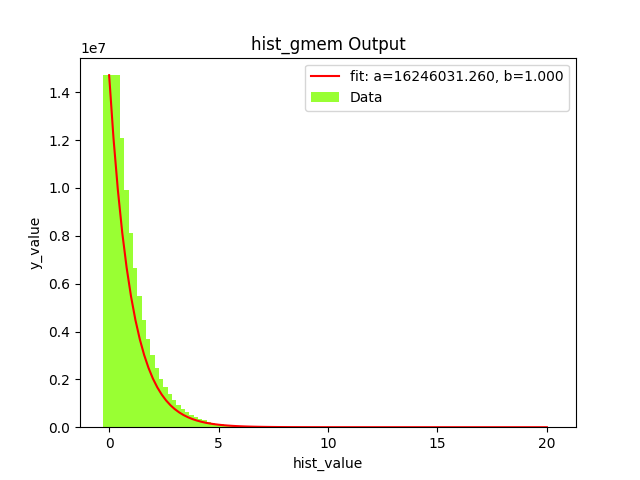 hist_gmem Output
1e7
fit: a=16246031.260, b=1.000
Data
1.4
1.2
1.0
0.8
0.6
0.4
0.2
0.0
y_value
0 5 10 15 20
hist_value